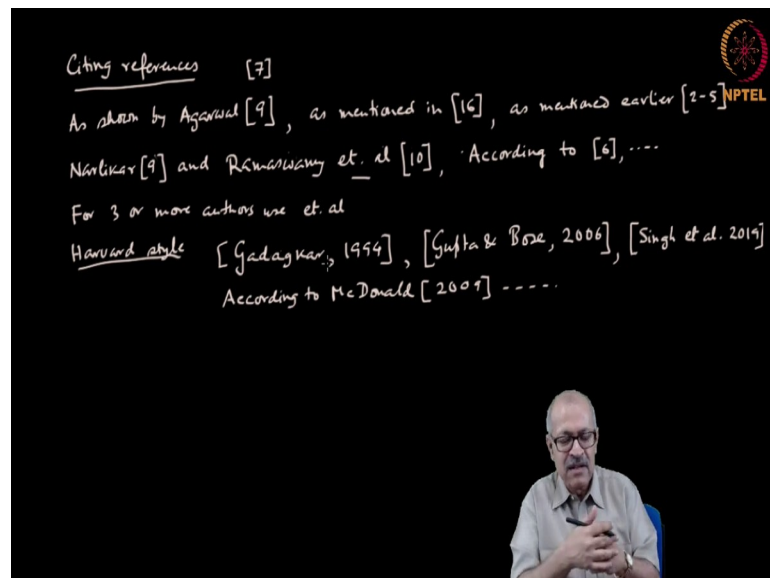 Citing references [7]
As shown by Agarwal [9], as mentioned in [16], as mentioned earlier [2-5]
NPTEL
Narlikar [9] and Ramaswamy et. al [10], According to [6], ....
For 3 or more authors use et. al
Harvard style [Gadagkar, 1994], [Gupta & Bose, 2006], [Singh et al. 2019]
According to McDonald [2009] -----